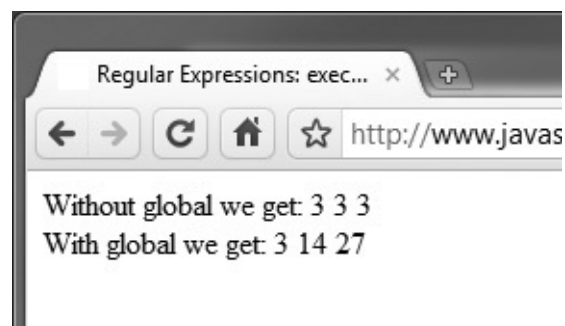 Regular Expressions: exec...
http://www.javas
Without global we get: 3 3 3
With global we get: 3 14 27